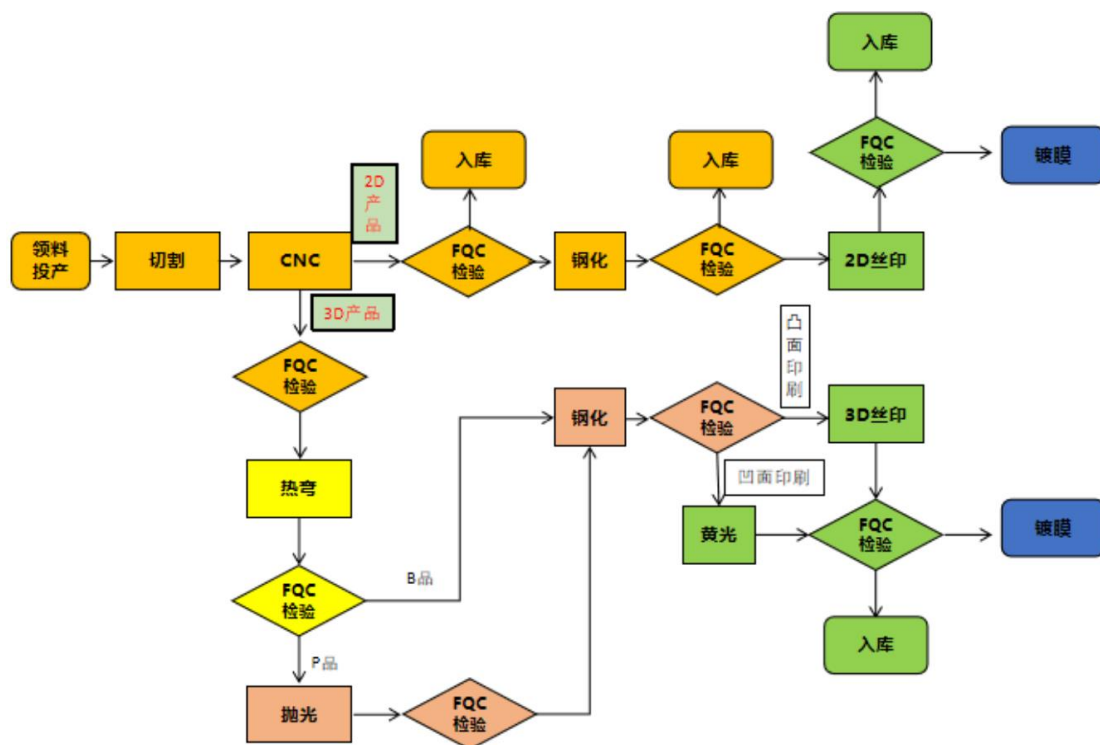 入库
FQC
检验
镀膜
入库
入库
2D
产
品
领料
投产
切割
CNC
FQC
检验
钢化
FQC
检验
2D丝印
3D产品
FQC
检验
凸
面
印
刷
钢化
FQC
检验
3D丝印
热弯
凹面印刷
黄光
FQC
检验
镀膜
FQC
检验
B品
入库
P品
抛光
FQC
检验